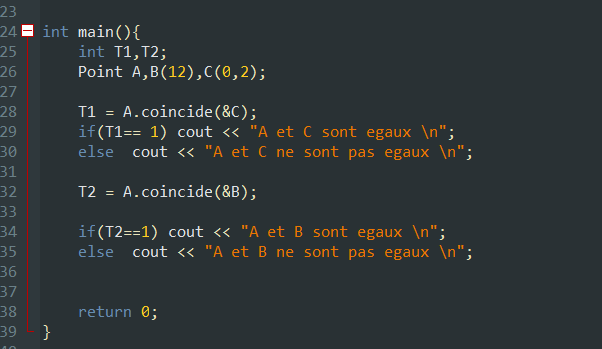 23
24 int main(){
25 int T1,T2;
26 Point A,B(12),C(0,2);
27
28 T1 = A.coincide(&C);
29 if(T1== 1) cout << "A et C sont egaux \n";
30 else  cout << "A et C ne sont pas egaux \n";
31
32 T2 = A.coincide(&B);
33
34 if(T2==1) cout << "A et B sont egaux \n";
35 else  cout << "A et B ne sont pas egaux \n";
36
37
38 return 0;
39 }